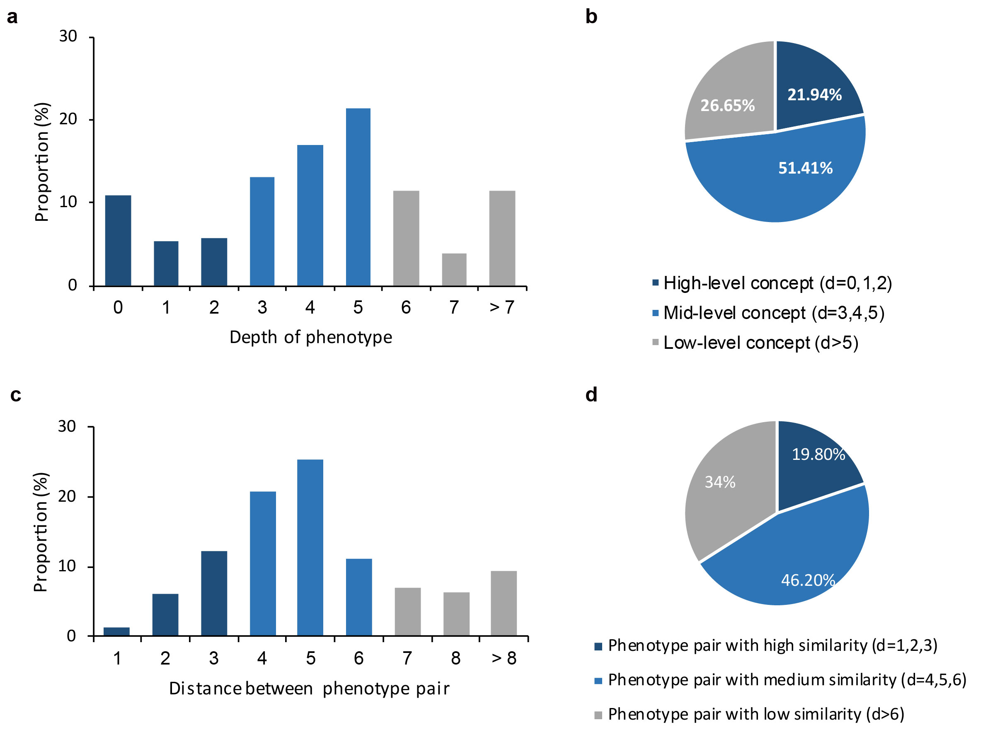 a
30
20
10
0
Proportion (%)
0 1 2 3 4 5 6 7 > 7
Depth of phenotype
b
21.94%
26.65%
51.41%
High-level concept (d=0,1,2)
Mid-level concept (d=3,4,5)
Low-level concept (d>5)
c
30
20
10
0
Proportion (%)
1 2 3 4 5 6 7 8 > 8
Distance between phenotype pair
d
19.80%
34%
46.20%
Phenotype pair with high similarity (d=1,2,3)
Phenotype pair with medium similarity (d=4,5,6)
Phenotype pair with low similarity (d>6)